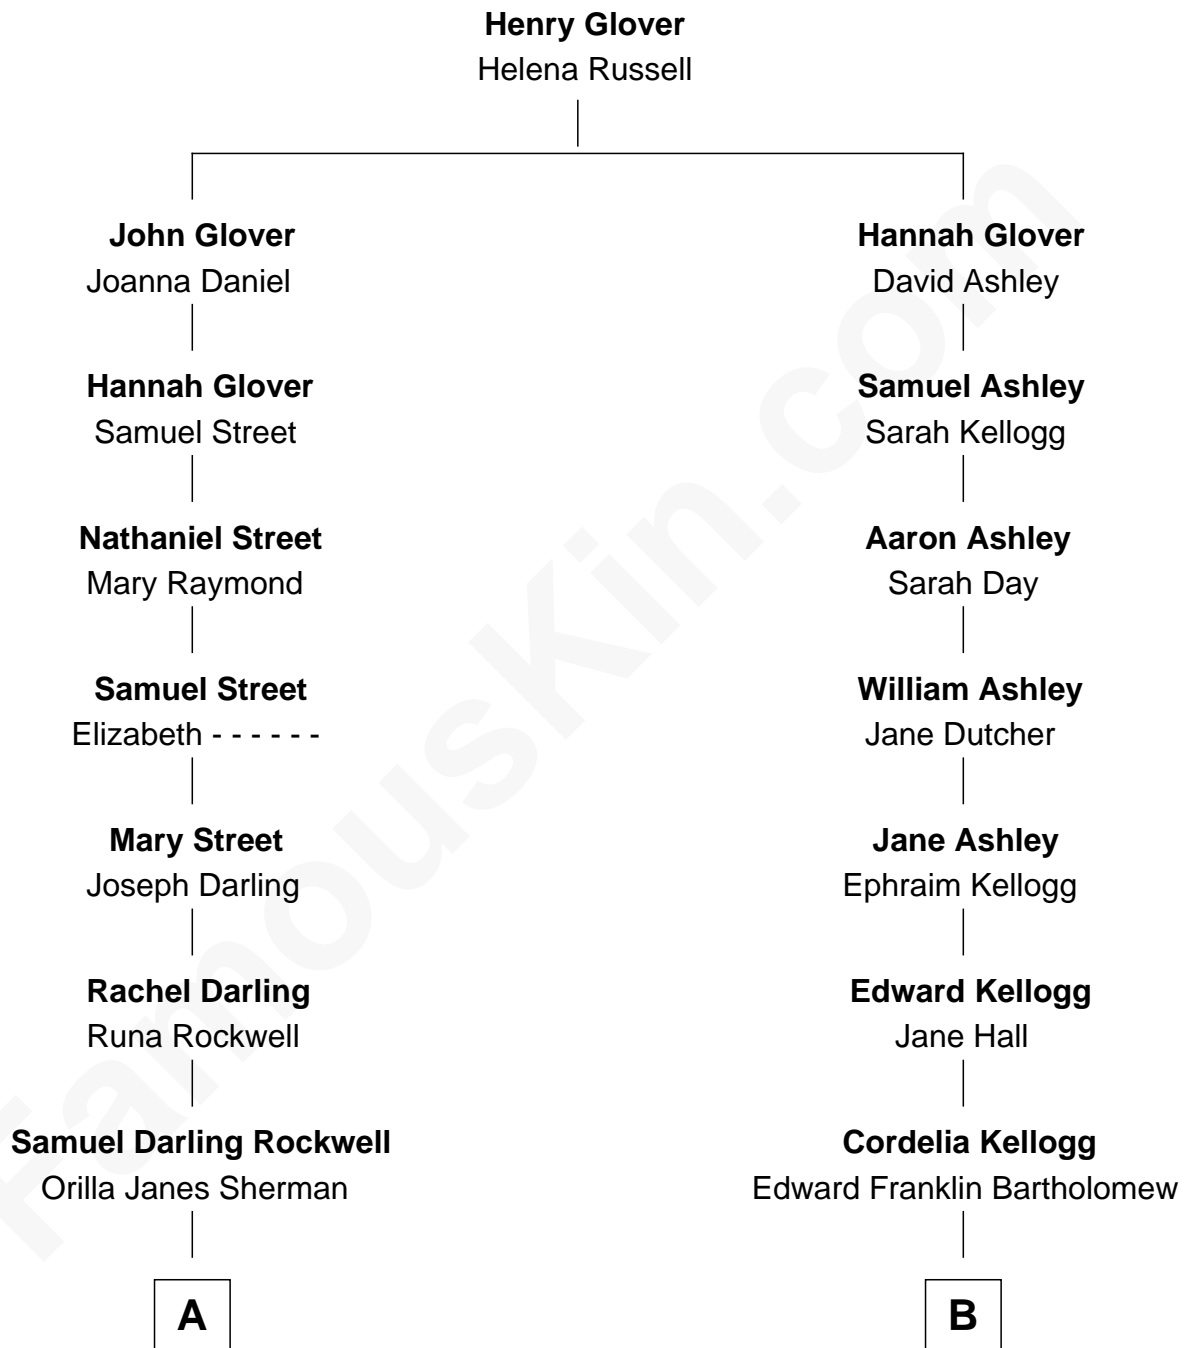 Henry Glover
Helena Russell
John Glover
Joanna Daniel
Hannah Glover
David Ashley
Hannah Glover
Samuel Street
Samuel Ashley
Sarah Kellogg
Nathaniel Street
Mary Raymond
Aaron Ashley
Sarah Day
Samuel Street
Elizabeth - - - - - -
William Ashley
Jane Dutcher
Mary Street
Joseph Darling
Jane Ashley
Ephraim Kellogg
Rachel Darling
Runa Rockwell
Edward Kellogg
Jane Hall
Samuel Darling Rockwell
Orilla Janes Sherman
Cordelia Kellogg
Edward Franklin Bartholomew
A
B
FamousKin.com